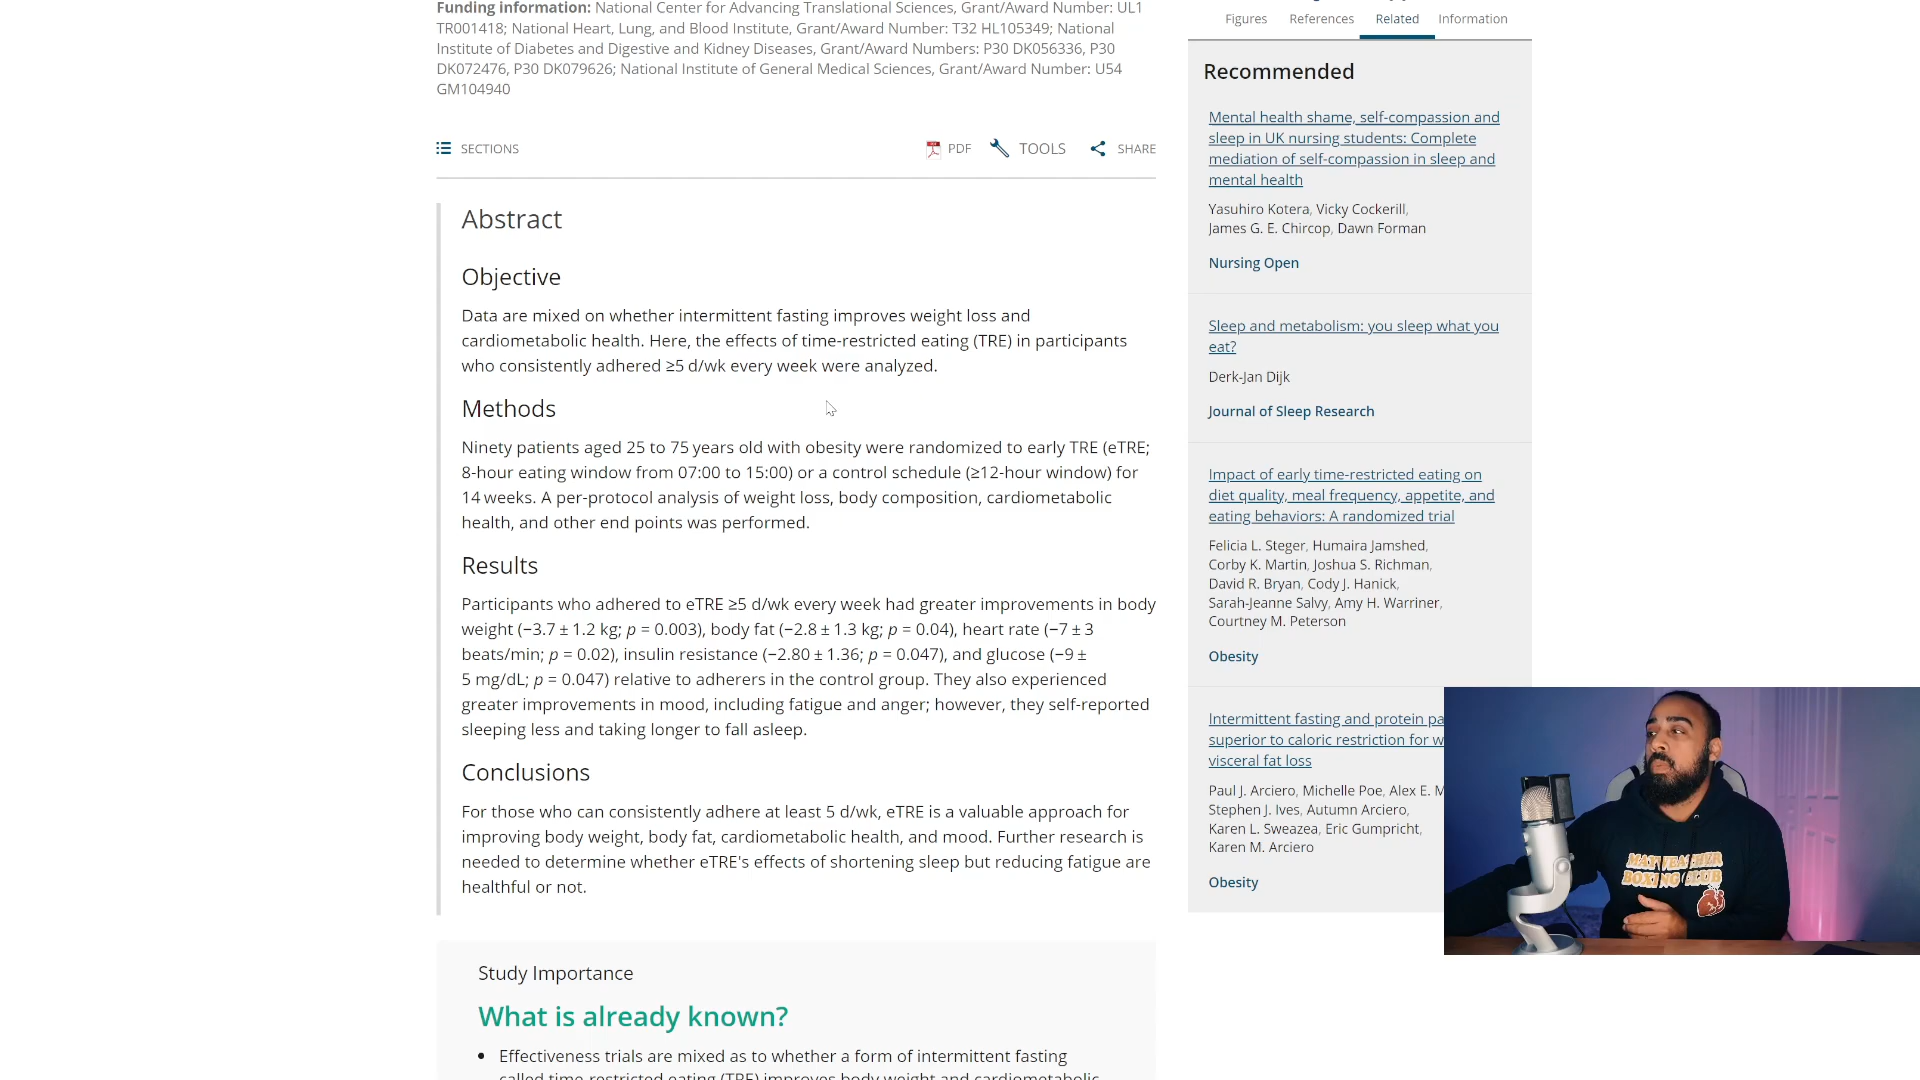 Funding information: National Center for Advancing Translational Sciences, Grant/Award Number: UL1
TR001418; National Heart, Lung, and Blood Institute, Grant/Award Number: T32 HL105349; National
Institute of Diabetes and Digestive and Kidney Diseases, Grant/Award Numbers: P30 DK056336, P30
DK072476, P30 DK079626; National Institute of General Medical Sciences, Grant/Award Number: U54
GM104940
SECTIONS
PDF
TOOLS
SHARE
Abstract
Objective
Data are mixed on whether intermittent fasting improves weight loss and
cardiometabolic health. Here, the effects of time-restricted eating (TRE) in participants
who consistently adhered ≥5 d/wk every week were analyzed.
Methods
Ninety patients aged 25 to 75 years old with obesity were randomized to early TRE (eTRE;
8-hour eating window from 07:00 to 15:00) or a control schedule (≥12-hour window) for
14 weeks. A per-protocol analysis of weight loss, body composition, cardiometabolic
health, and other end points was performed.
Results
Participants who adhered to eTRE ≥5 d/wk every week had greater improvements in body
weight (−3.7 ± 1.2 kg; p = 0.003), body fat (−2.8 ± 1.3 kg; p = 0.04), heart rate (−7 ± 3
beats/min; p = 0.02), insulin resistance (−2.80 ± 1.36; p = 0.047), and glucose (−9 ±
5 mg/dL; p = 0.047) relative to adherers in the control group. They also experienced
greater improvements in mood, including fatigue and anger; however, they self-reported
sleeping less and taking longer to fall asleep.
Conclusions
For those who can consistently adhere at least 5 d/wk, eTRE is a valuable approach for
improving body weight, body fat, cardiometabolic health, and mood. Further research is
needed to determine whether eTRE's effects of shortening sleep but reducing fatigue are
healthful or not.
Study Importance
What is already known?
• Effectiveness trials are mixed as to whether a form of intermittent fasting
called time-restricted eating (TRE) improves body weight and cardiometabolic
Figures
References
Related
Information
Recommended
Mental health shame, self-compassion and
sleep in UK nursing students: Complete
mediation of self-compassion in sleep and
mental health
Yasuhiro Kotera, Vicky Cockerill,
James G. E. Chircop, Dawn Forman
Nursing Open
Sleep and metabolism: you sleep what you
eat?
Derk-Jan Dijk
Journal of Sleep Research
Impact of early time-restricted eating on
diet quality, meal frequency, appetite, and
eating behaviors: A randomized trial
Felicia L. Steger, Humaira Jamshed,
Corby K. Martin, Joshua S. Richman,
David R. Bryan, Cody J. Hanick,
Sarah-Jeanne Salvy, Amy H. Warriner,
Courtney M. Peterson
Obesity
Intermittent fasting and protein pa
superior to caloric restriction for w
visceral fat loss
Paul J. Arciero, Michelle Poe, Alex E. M
Stephen J. Ives, Autumn Arciero,
Karen L. Sweazea, Eric Gumpricht,
Karen M. Arciero
Obesity
MAYWEATHER
BOXING CLUB